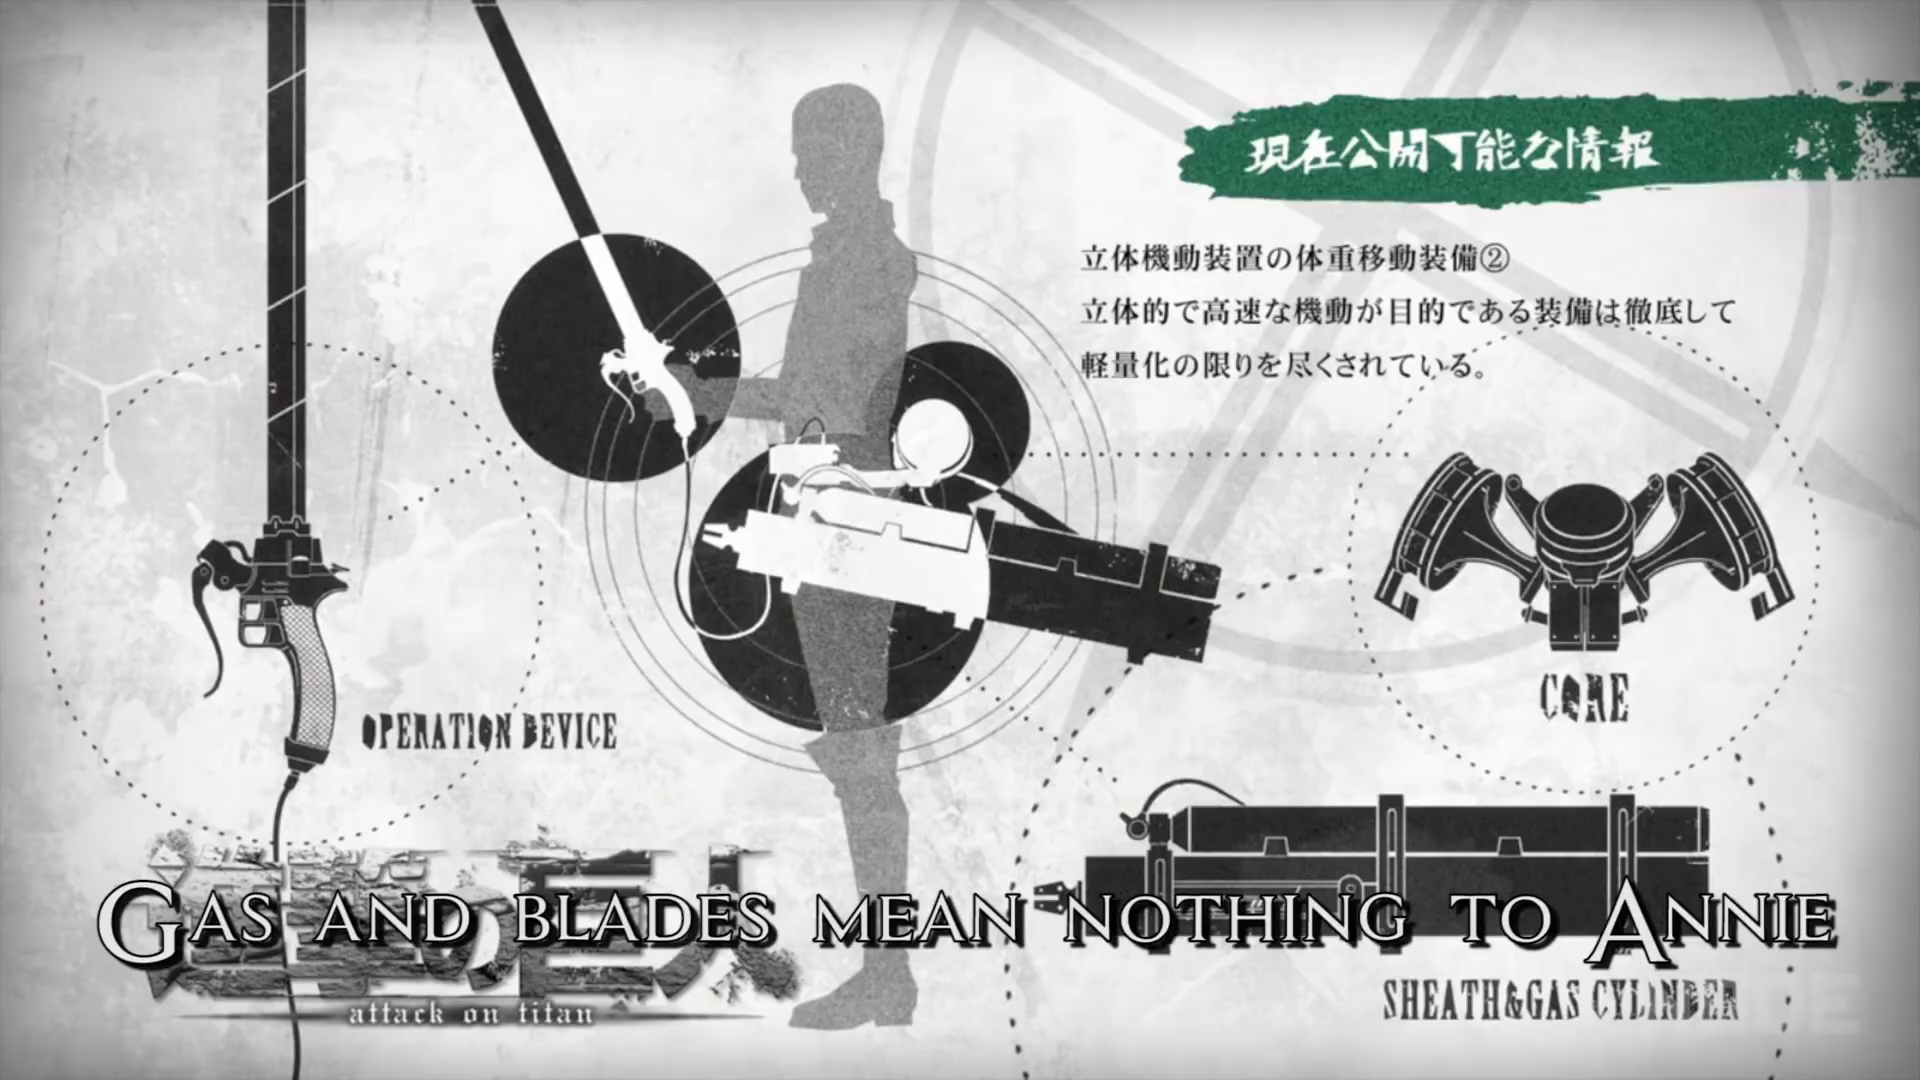 現在公開可能な情報
立体機動装置の体重移動装備②
立体的で高速な機動が目的である装備は徹底して
軽量化の限りを尽くされている。
OPERATION DEVICE
CORE
進撃の巨人
GAS AND BLADES MEAN NOTHING TO ANNIE
attack on titan
SHEATH&GAS CYLINDER